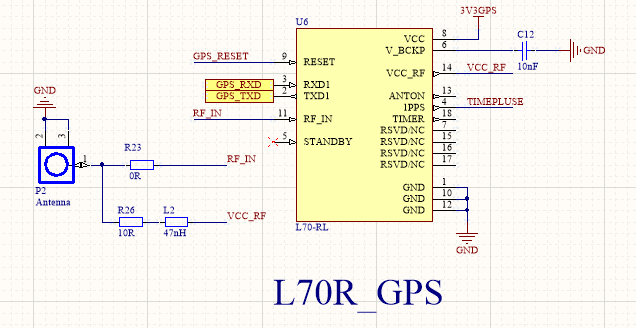 U6
3V3GPS
GPS_RESET 9 RESET VCC 8
V_BCKP 6 C12 10nF GND
GPS_RXD 3 RXD1 VCC_RF 14 VCC_RF
GPS_TXD 2 TXD1 ANTON 13
1PPS 4 TIMEPLUSE
RF_IN 11 RF_IN TIMER 18
RSVD/NC 7
5 STANDBY RSVD/NC 15
RSVD/NC 16
RSVD/NC 17
GND 1
GND 10
GND 12
L70-RL
GND
GND
2 3
1
P2
Antenna
R23
0R
RF_IN
R26
10R
L2
47nH
VCC_RF
L70R_GPS